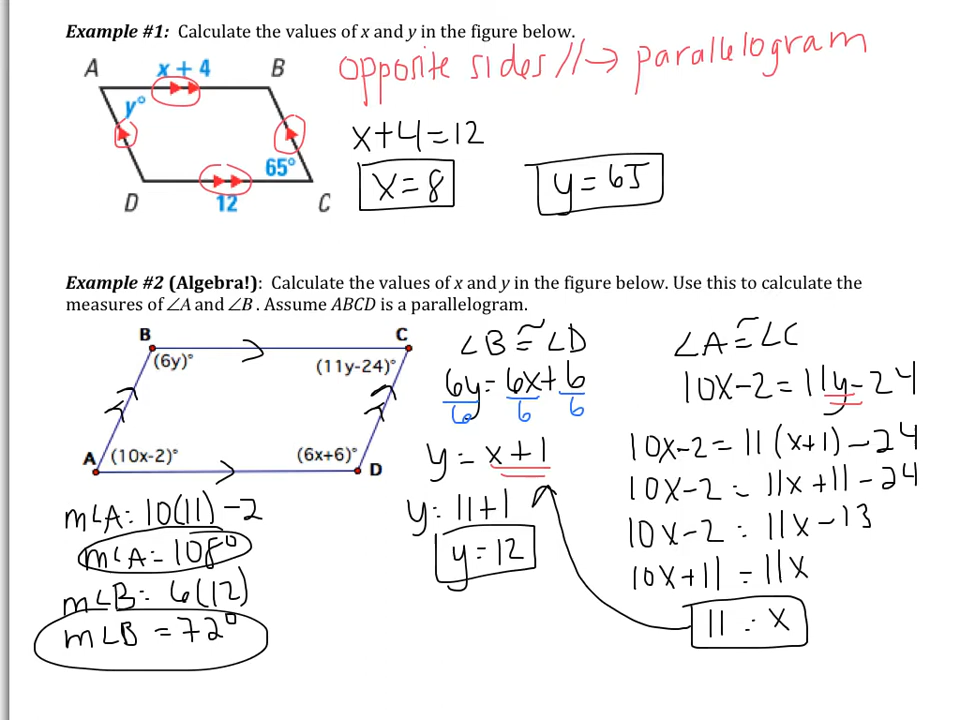 Example #1: Calculate the values of x and y in the figure below.
opposite sides // → parallelogram
A x + 4 B
y°
65°
D 12 C
x+4=12
x=8
y=65
Example #2 (Algebra!): Calculate the values of x and y in the figure below. Use this to calculate the
measures of ∠A and ∠B. Assume ABCD is a parallelogram.
B C
(6y)° (11y-24)°
A (10x-2)° (6x+6)° D
m∠A = 10(11) -2
m∠A = 108°
m∠B = 6(12)
m∠B = 72°
∠B ≅ ∠D
6y = 6x + 6
6 6 6
y = x+1
y = 11+1
y = 12
∠A ≅ ∠C
10x-2 = 11y-24
10x-2 = 11(x+1)-24
10x-2 = 11x+11-24
10x-2 = 11x-13
10x+11 = 11x
11 = x